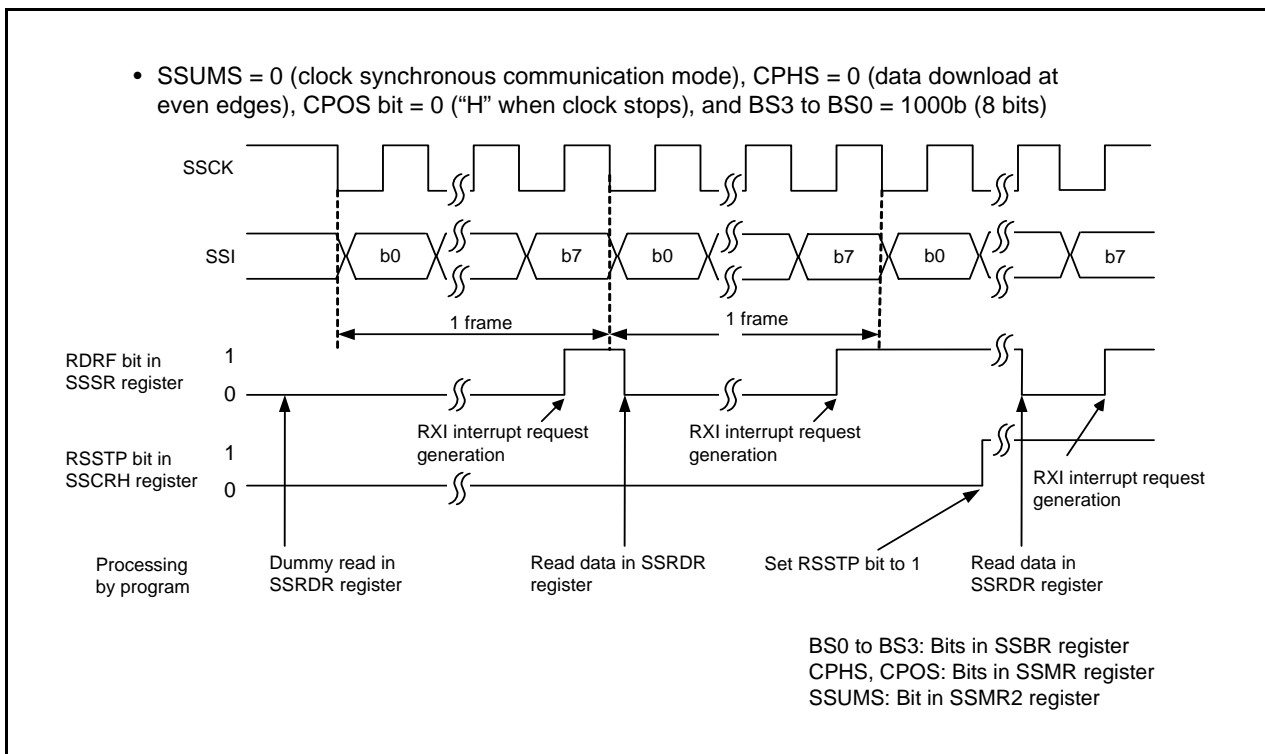 • SSUMS = 0 (clock synchronous communication mode), CPHS = 0 (data download at
even edges), CPOS bit = 0 (“H” when clock stops), and BS3 to BS0 = 1000b (8 bits)
SSCK
SSI
b0
b7
b0
b7
b0
b7
1 frame
1 frame
RDRF bit in
SSSR register
1
0
RXI interrupt request
generation
RXI interrupt request
generation
RXI interrupt request
generation
RSSTP bit in
SSCRH register
1
0
Processing
by program
Dummy read in
SSRDR register
Read data in SSRDR
register
Set RSSTP bit to 1
Read data in
SSRDR register
BS0 to BS3: Bits in SSBR register
CPHS, CPOS: Bits in SSMR register
SSUMS: Bit in SSMR2 register